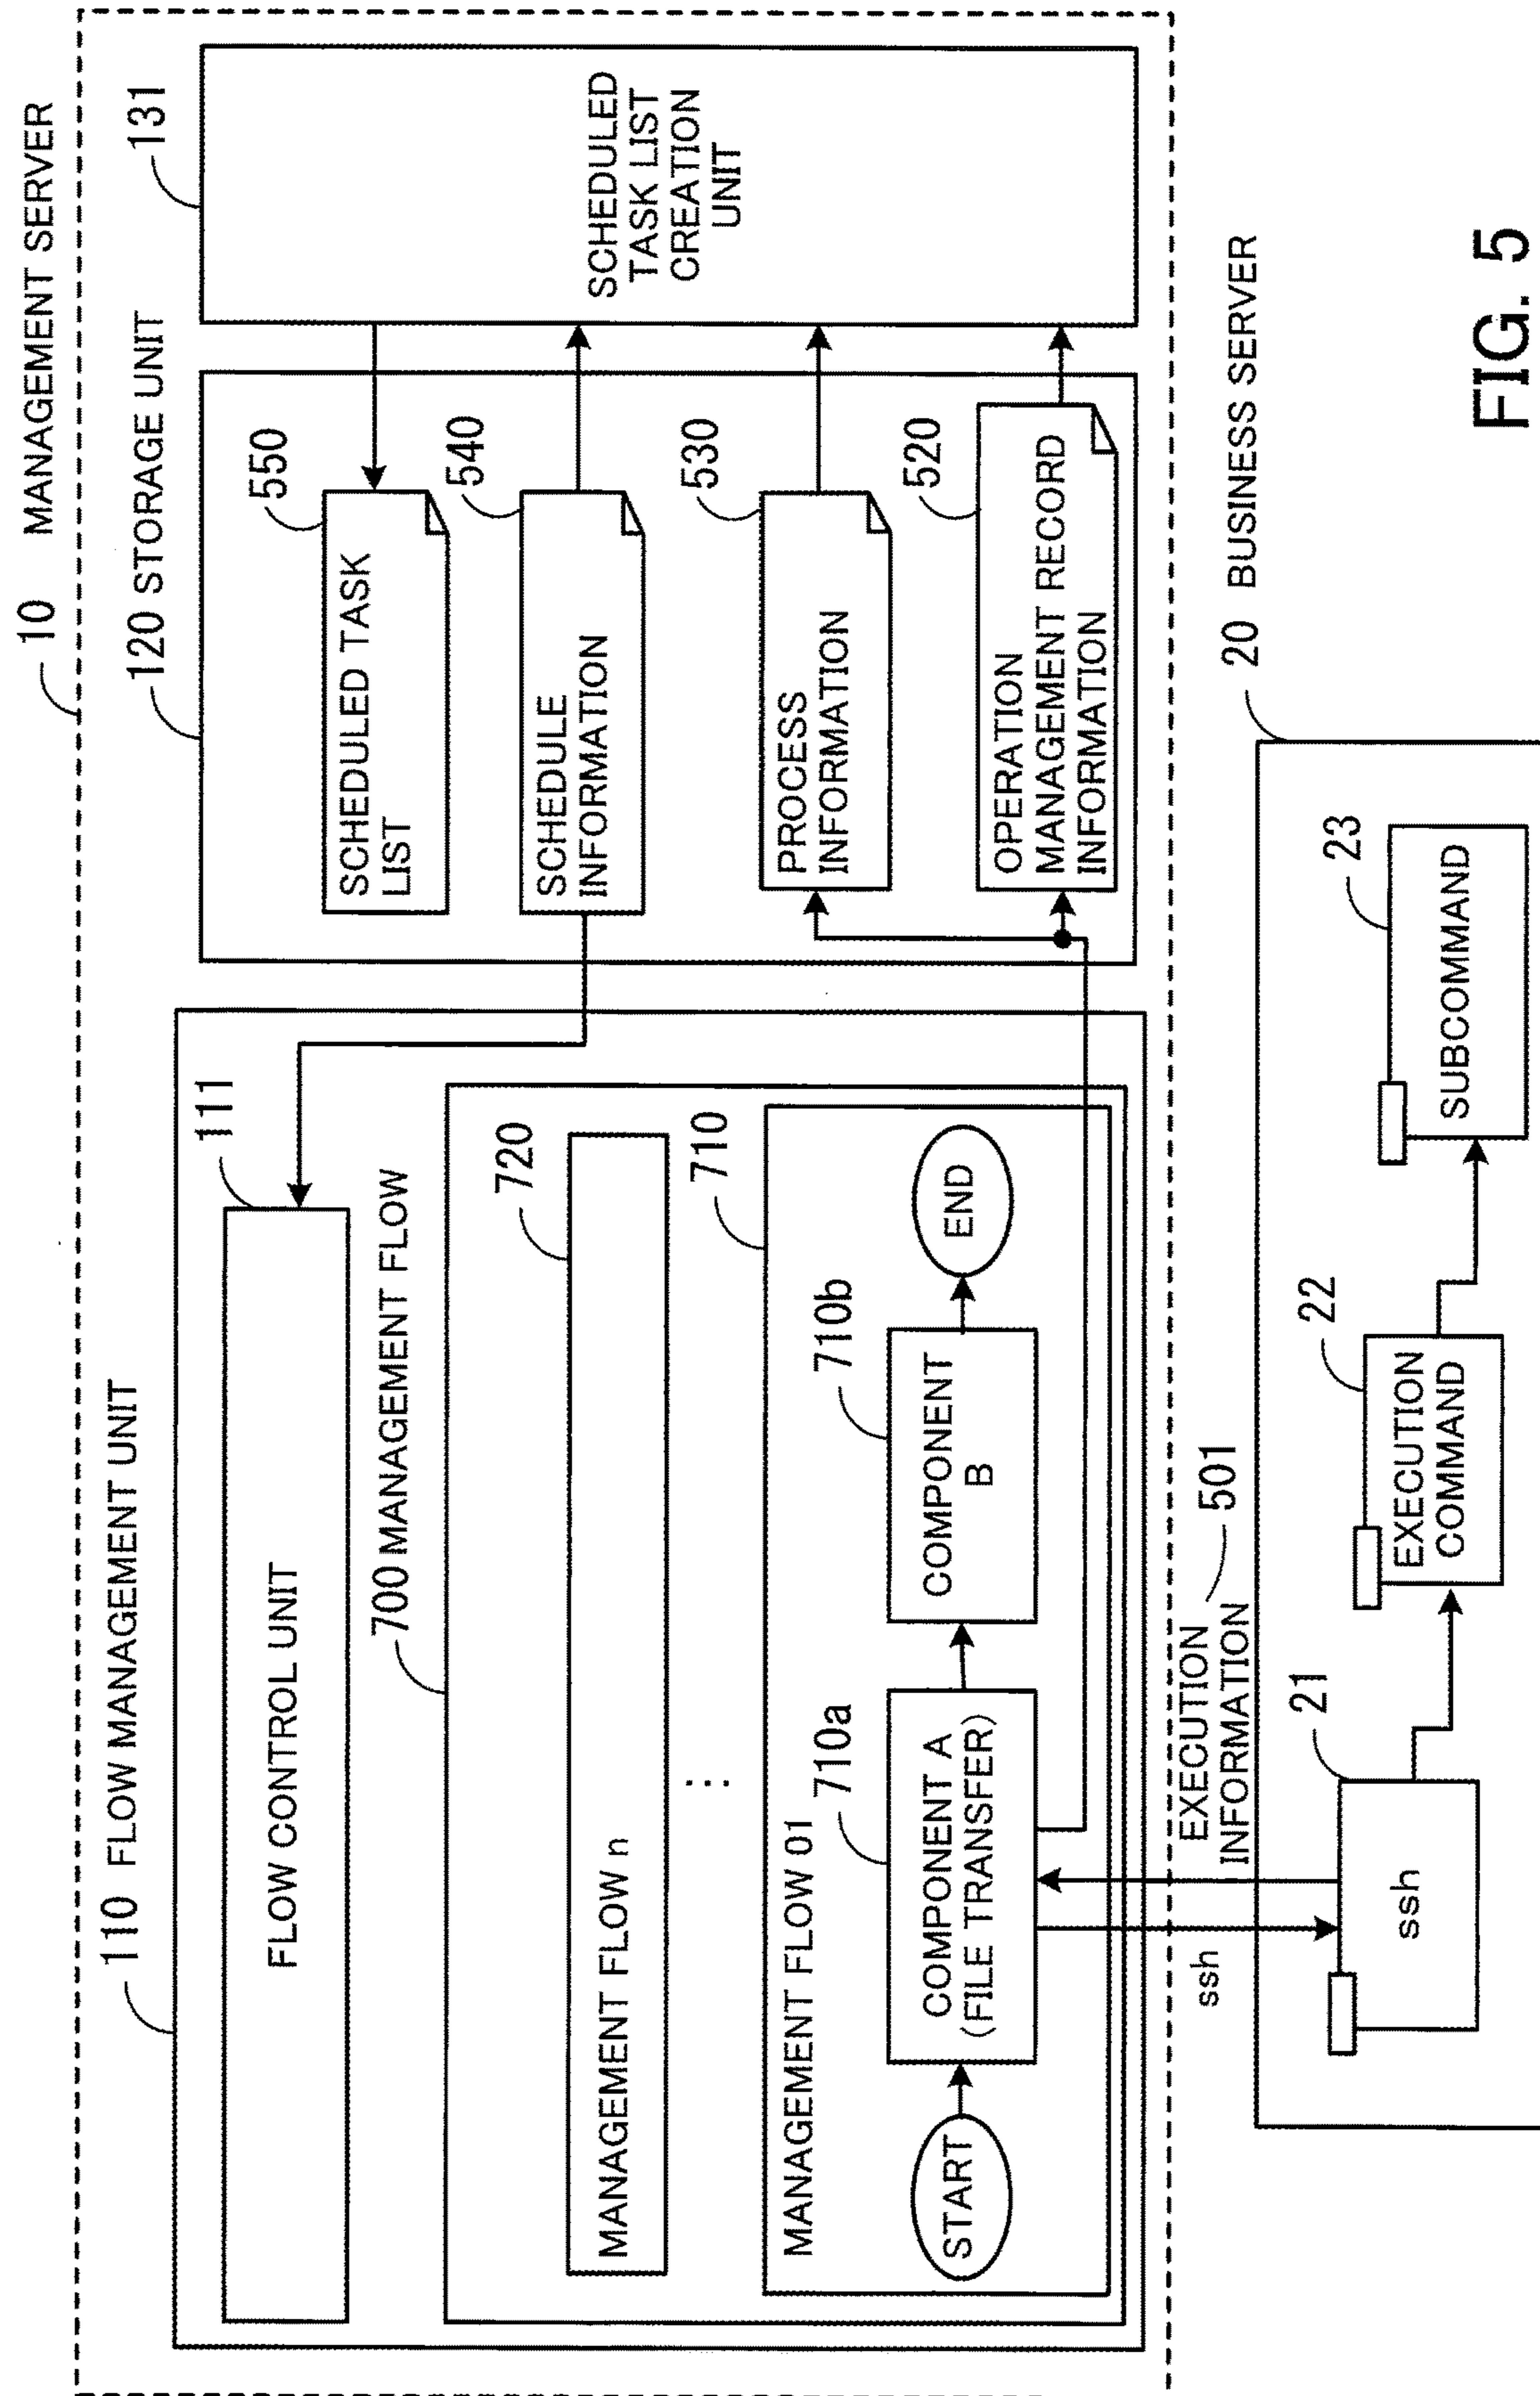 10 MANAGEMENT SERVER
110 FLOW MANAGEMENT UNIT
120 STORAGE UNIT
131
111
FLOW CONTROL UNIT
550
SCHEDULED TASK
LIST
SCHEDULED
TASK LIST
CREATION
UNIT
700 MANAGEMENT FLOW
540
SCHEDULE
INFORMATION
720
MANAGEMENT FLOW n
...
710
MANAGEMENT FLOW 01
530
PROCESS
INFORMATION
710a
710b
START
COMPONENT A
(FILE TRANSFER)
COMPONENT
B
END
520
OPERATION
MANAGEMENT RECORD
INFORMATION
ssh
EXECUTION
INFORMATION
501
20 BUSINESS SERVER
21
ssh
22
EXECUTION
COMMAND
23
SUBCOMMAND
FIG. 5